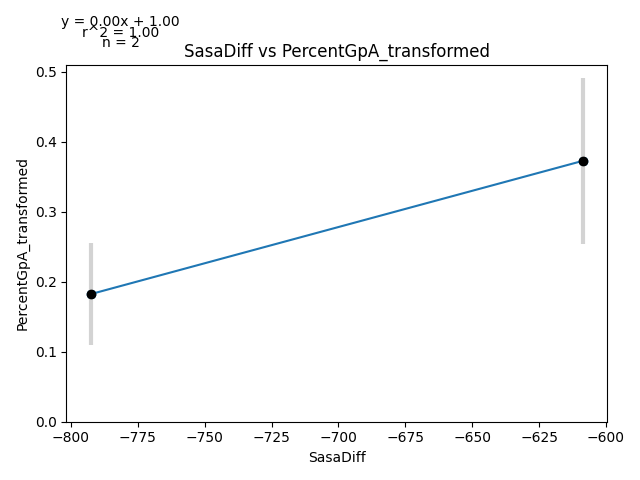 y = 0.00x + 1.00
r^2 = 1.00
n = 2
SasaDiff vs PercentGpA_transformed
PercentGpA_transformed
0.5
0.4
0.3
0.2
0.1
0.0
−800 −775 −750 −725 −700 −675 −650 −625 −600
SasaDiff